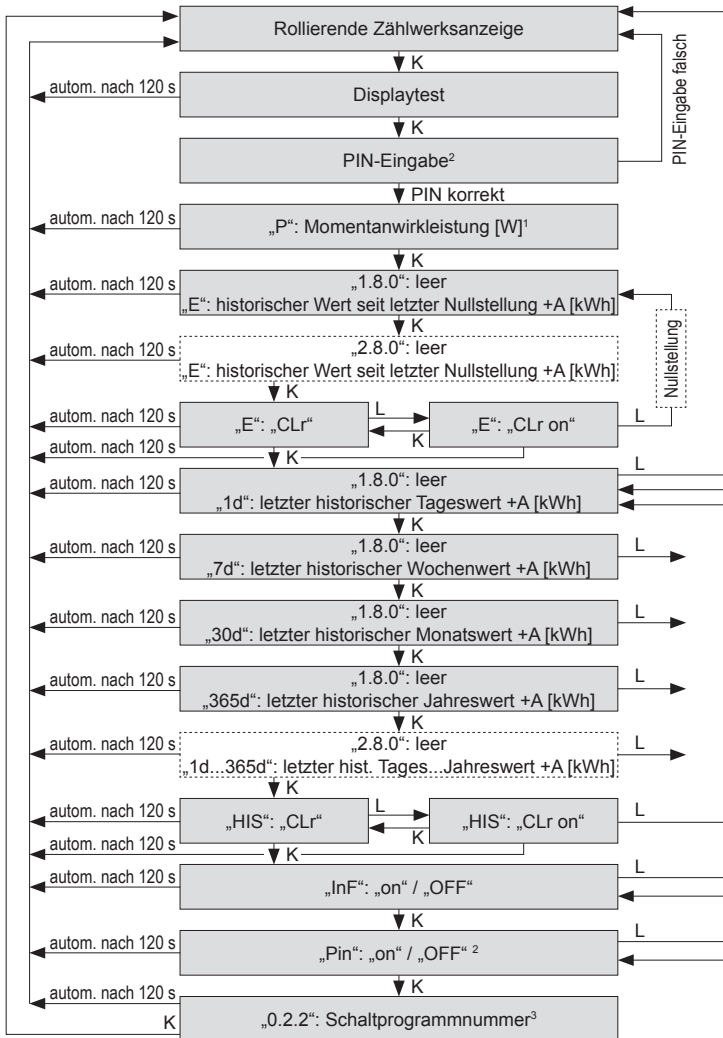 Rollierende Zählwerksanzeige
K
autom. nach 120 s
Displaytest
K
PIN-Eingabe falsch
PIN-Eingabe²
PIN korrekt
autom. nach 120 s
„P“: Momentanwirkleistung [W]¹
K
autom. nach 120 s
„1.8.0“: leer
„E“: historischer Wert seit letzter Nullstellung +A [kWh]
K
Nullstellung
autom. nach 120 s
„2.8.0“: leer
„E“: historischer Wert seit letzter Nullstellung +A [kWh]
K
autom. nach 120 s
„E“: „CLr“
L
K
„E“: „CLr on“
L
autom. nach 120 s
K
„1.8.0“: leer
„1d“: letzter historischer Tageswert +A [kWh]
L
K
autom. nach 120 s
„1.8.0“: leer
„7d“: letzter historischer Wochenwert +A [kWh]
L
K
autom. nach 120 s
„1.8.0“: leer
„30d“: letzter historischer Monatswert +A [kWh]
L
K
autom. nach 120 s
„1.8.0“: leer
„365d“: letzter historischer Jahreswert +A [kWh]
L
K
autom. nach 120 s
„2.8.0“: leer
„1d...365d“: letzter hist. Tages...Jahreswert +A [kWh]
L
K
autom. nach 120 s
„HIS“: „CLr“
L
K
„HIS“: „CLr on“
L
K
autom. nach 120 s
„InF“: „on“ / „OFF“
L
K
autom. nach 120 s
„Pin“: „on“ / „OFF“ ²
L
K
autom. nach 120 s
K
„0.2.2“: Schaltprogrammnummer³